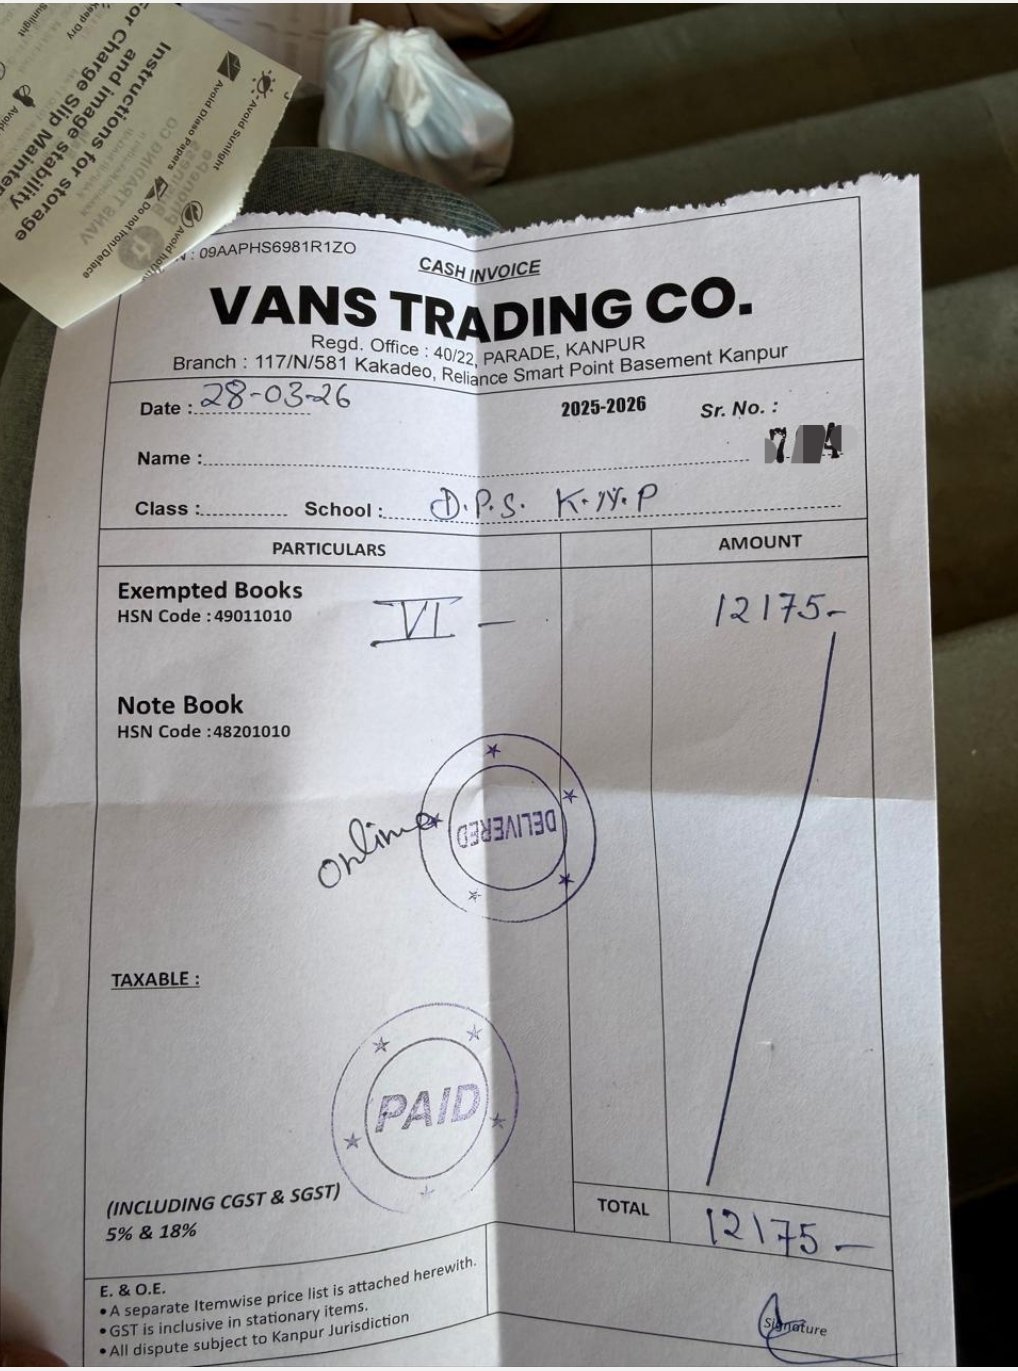 Instructions for storage
and image stability
For Charge Slip Mainten
Avoid Sunlight
Avoid Diaso Papers
Do not Iron/Deface
Keep Dry
: 09AAPHS6981R1ZO
CASH INVOICE
VANS TRADING CO.
Regd. Office : 40/22, PARADE, KANPUR
Branch : 117/N/581 Kakadeo, Reliance Smart Point Basement Kanpur
Date : 28-03-26 2025-2026 Sr. No. :
Name :
Class : School : D.P.S.
PARTICULARS AMOUNT
Exempted Books
HSN Code : 49011010 VI - 12175-
Note Book
HSN Code : 48201010
DELIVERED
online
TAXABLE :
PAID
(INCLUDING CGST & SGST)
5% & 18%
TOTAL 12175-
E. & O.E.
• A separate Itemwise price list is attached herewith.
• GST is inclusive in stationary items.
• All dispute subject to Kanpur Jurisdiction
Signature